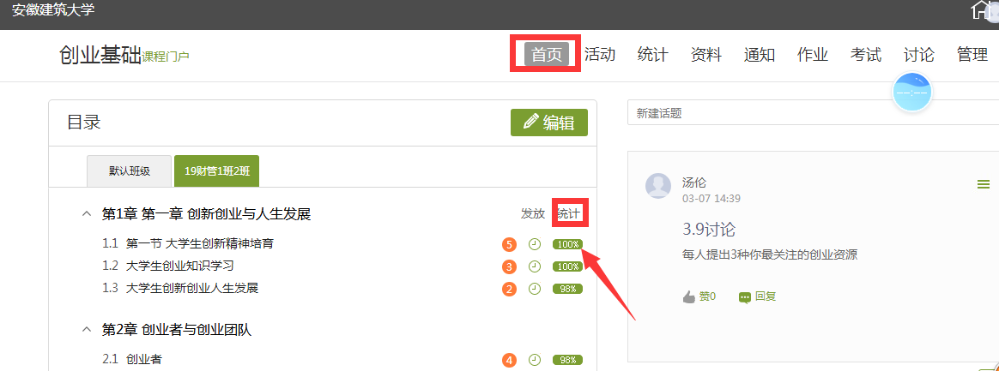 安徽建筑大学
创业基础课程门户 首页 活动 统计 资料 通知 作业 考试 讨论 管理
--:--
目录 编辑
默认班级 19财管1班2班
第1章 第一章 创新创业与人生发展 发放 统计
1.1 第一节 大学生创新精神培育 5 100%
1.2 大学生创业知识学习 3 100%
1.3 大学生创新创业人生发展 2 98%
第2章 创业者与创业团队
2.1 创业者 4 98%
新建话题
汤伦
03-07 14:39
3.9讨论
每人提出3种你最关注的创业资源
赞0 回复